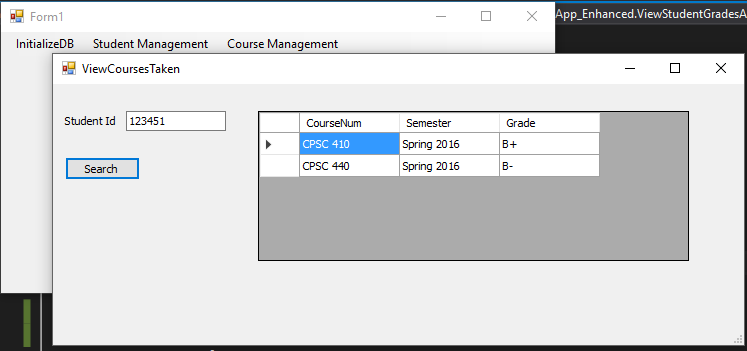 Form1
App_Enhanced.ViewStudentGradesA
InitializeDB Student Management Course Management
ViewCoursesTaken
Student Id 123451
CourseNum Semester Grade
CPSC 410 Spring 2016 B+
CPSC 440 Spring 2016 B-
Search